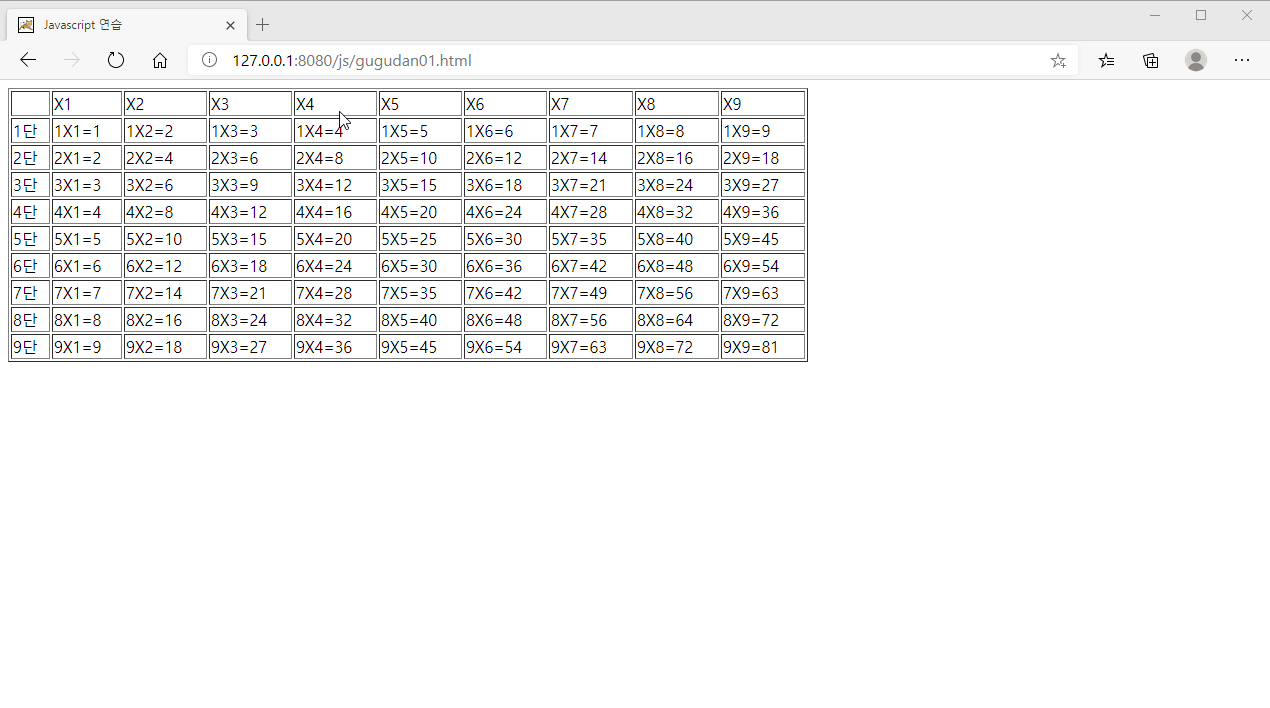 Javascript 연습
127.0.0.1:8080/js/gugudan01.html
X1 X2 X3 X4 X5 X6 X7 X8 X9
1단 1X1=1 1X2=2 1X3=3 1X4=4 1X5=5 1X6=6 1X7=7 1X8=8 1X9=9
2단 2X1=2 2X2=4 2X3=6 2X4=8 2X5=10 2X6=12 2X7=14 2X8=16 2X9=18
3단 3X1=3 3X2=6 3X3=9 3X4=12 3X5=15 3X6=18 3X7=21 3X8=24 3X9=27
4단 4X1=4 4X2=8 4X3=12 4X4=16 4X5=20 4X6=24 4X7=28 4X8=32 4X9=36
5단 5X1=5 5X2=10 5X3=15 5X4=20 5X5=25 5X6=30 5X7=35 5X8=40 5X9=45
6단 6X1=6 6X2=12 6X3=18 6X4=24 6X5=30 6X6=36 6X7=42 6X8=48 6X9=54
7단 7X1=7 7X2=14 7X3=21 7X4=28 7X5=35 7X6=42 7X7=49 7X8=56 7X9=63
8단 8X1=8 8X2=16 8X3=24 8X4=32 8X5=40 8X6=48 8X7=56 8X8=64 8X9=72
9단 9X1=9 9X2=18 9X3=27 9X4=36 9X5=45 9X6=54 9X7=63 9X8=72 9X9=81